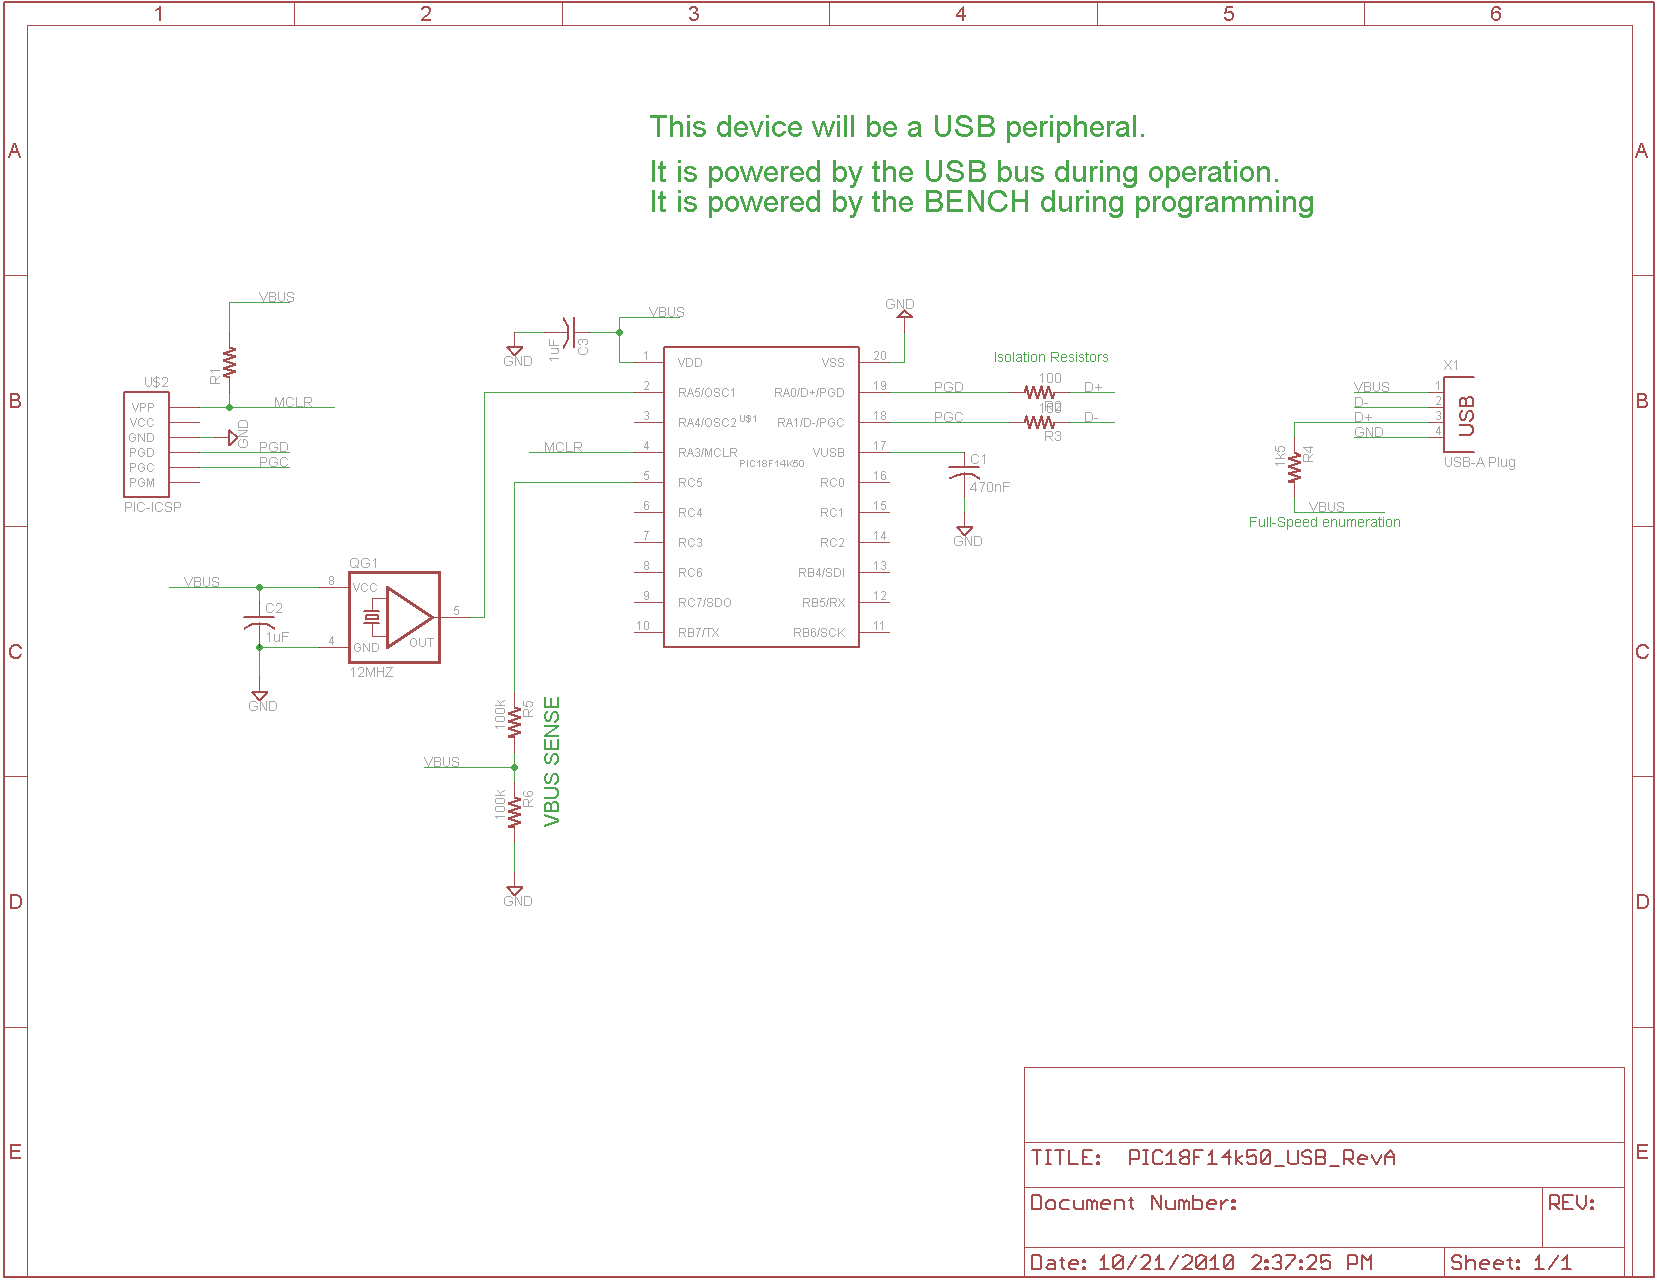 1 2 3 4 5 6
A A
B B
C C
D D
E E
This device will be a USB peripheral.
It is powered by the USB bus during operation.
It is powered by the BENCH during programming
VBUS
R1
U$2
MCLR
VPP
VCC
GND
PGD
PGC
PGM
GND
PGD
PGC
PIC-ICSP
VBUS
1uF
C3
GND
GND
1 VDD
2 RA5/OSC1
3 RA4/OSC2
4 RA3/MCLR
5 RC5
6 RC4
7 RC3
8 RC6
9 RC7/SDO
10 RB7/TX
U$1
PIC18F14K50
VSS 20
RA0/D+/PGD 19
RA1/D-/PGC 18
VUSB 17
RC0 16
RC1 15
RC2 14
RB4/SDI 13
RB5/RX 12
RB6/SCK 11
MCLR
Isolation Resistors
PGD 100 D+
R2
PGC 100 D-
R3
C1
470nF
GND
X1
VBUS 1
D- 2
D+ 3
GND 4
USB
USB-A Plug
1k5
R4
VBUS
Full-Speed enumeration
QG1
VBUS 8 VCC
C2
1uF
4 GND
OUT 5
12MHZ
GND
100k
R5
VBUS
100k
R6
VBUS SENSE
GND
TITLE: PIC18F14k50_USB_RevA
Document Number:
REV:
Date: 10/21/2010 2:37:25 PM
Sheet: 1/1